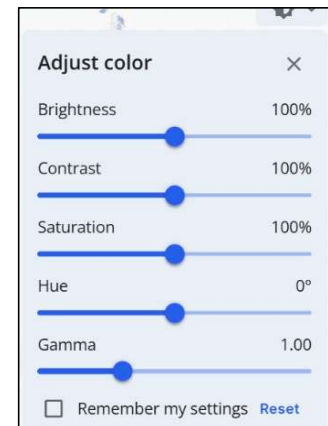 Adjust color
Brightness 100%
Contrast 100%
Saturation 100%
Hue 0°
Gamma 1.00
Remember my settings Reset